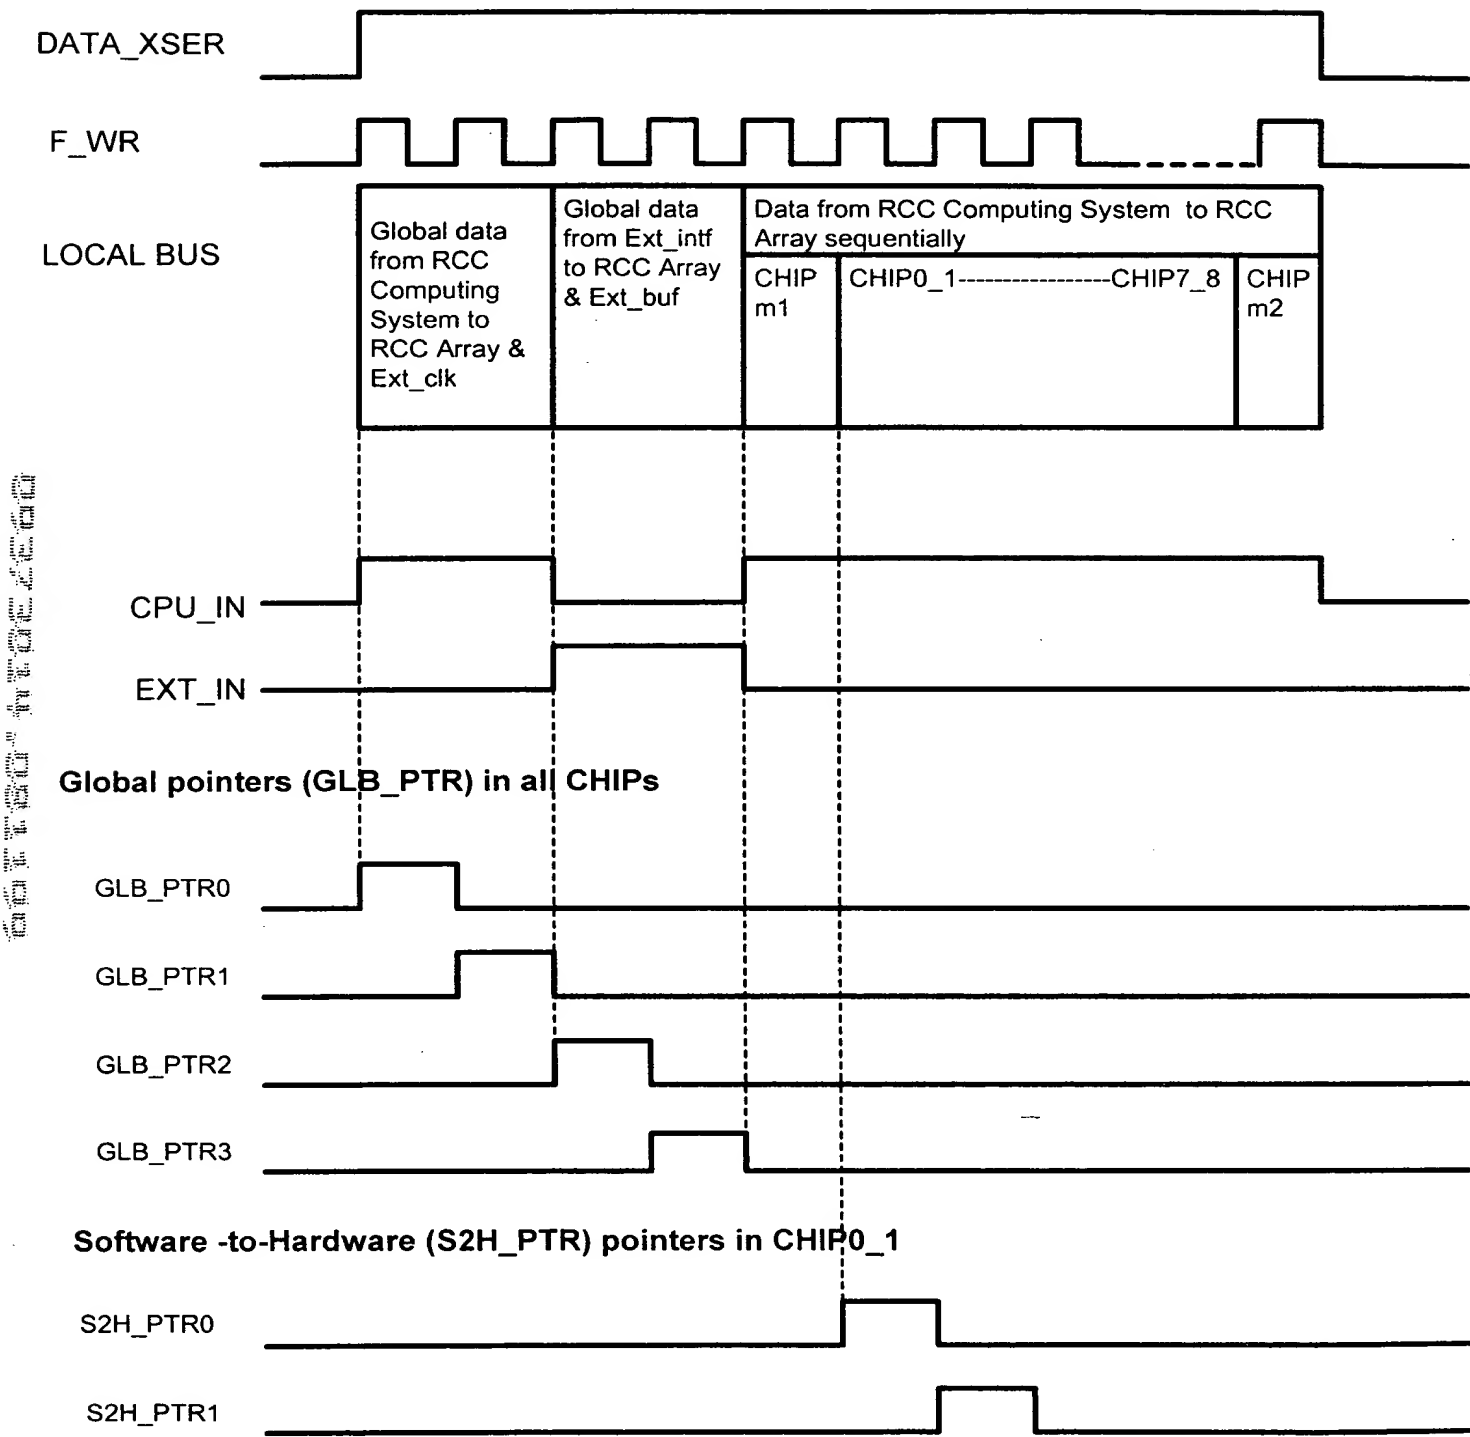 DATA_XSER
F_WR
LOCAL BUS
Global data
from RCC
Computing
System to
RCC Array &
Ext_clk
Global data
from Ext_intf
to RCC Array
& Ext_buf
Data from RCC Computing System to RCC
Array sequentially
CHIP
m1
CHIP0_1-----------------CHIP7_8
CHIP
m2
CPU_IN
EXT_IN
Global pointers (GLB_PTR) in all CHIPs
GLB_PTR0
GLB_PTR1
GLB_PTR2
GLB_PTR3
Software -to-Hardware (S2H_PTR) pointers in CHIP0_1
S2H_PTR0
S2H_PTR1